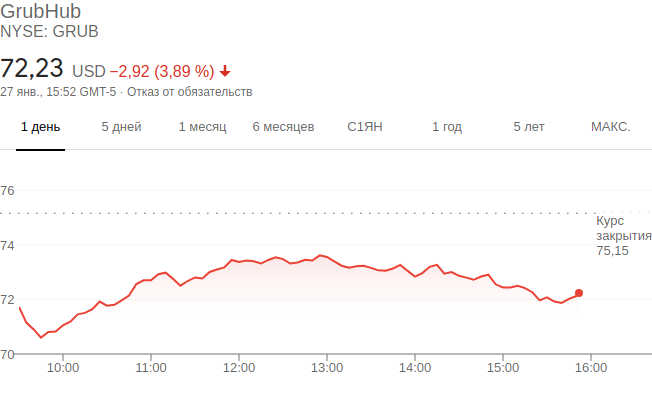 GrubHub
NYSE: GRUB
72,23 USD −2,92 (3,89 %)
27 янв., 15:52 GMT-5 · Отказ от обязательств
1 день 5 дней 1 месяц 6 месяцев С1ЯН 1 год 5 лет МАКС.
76
Курс
закрытия
75,15
74
72
70
10:00 11:00 12:00 13:00 14:00 15:00 16:00